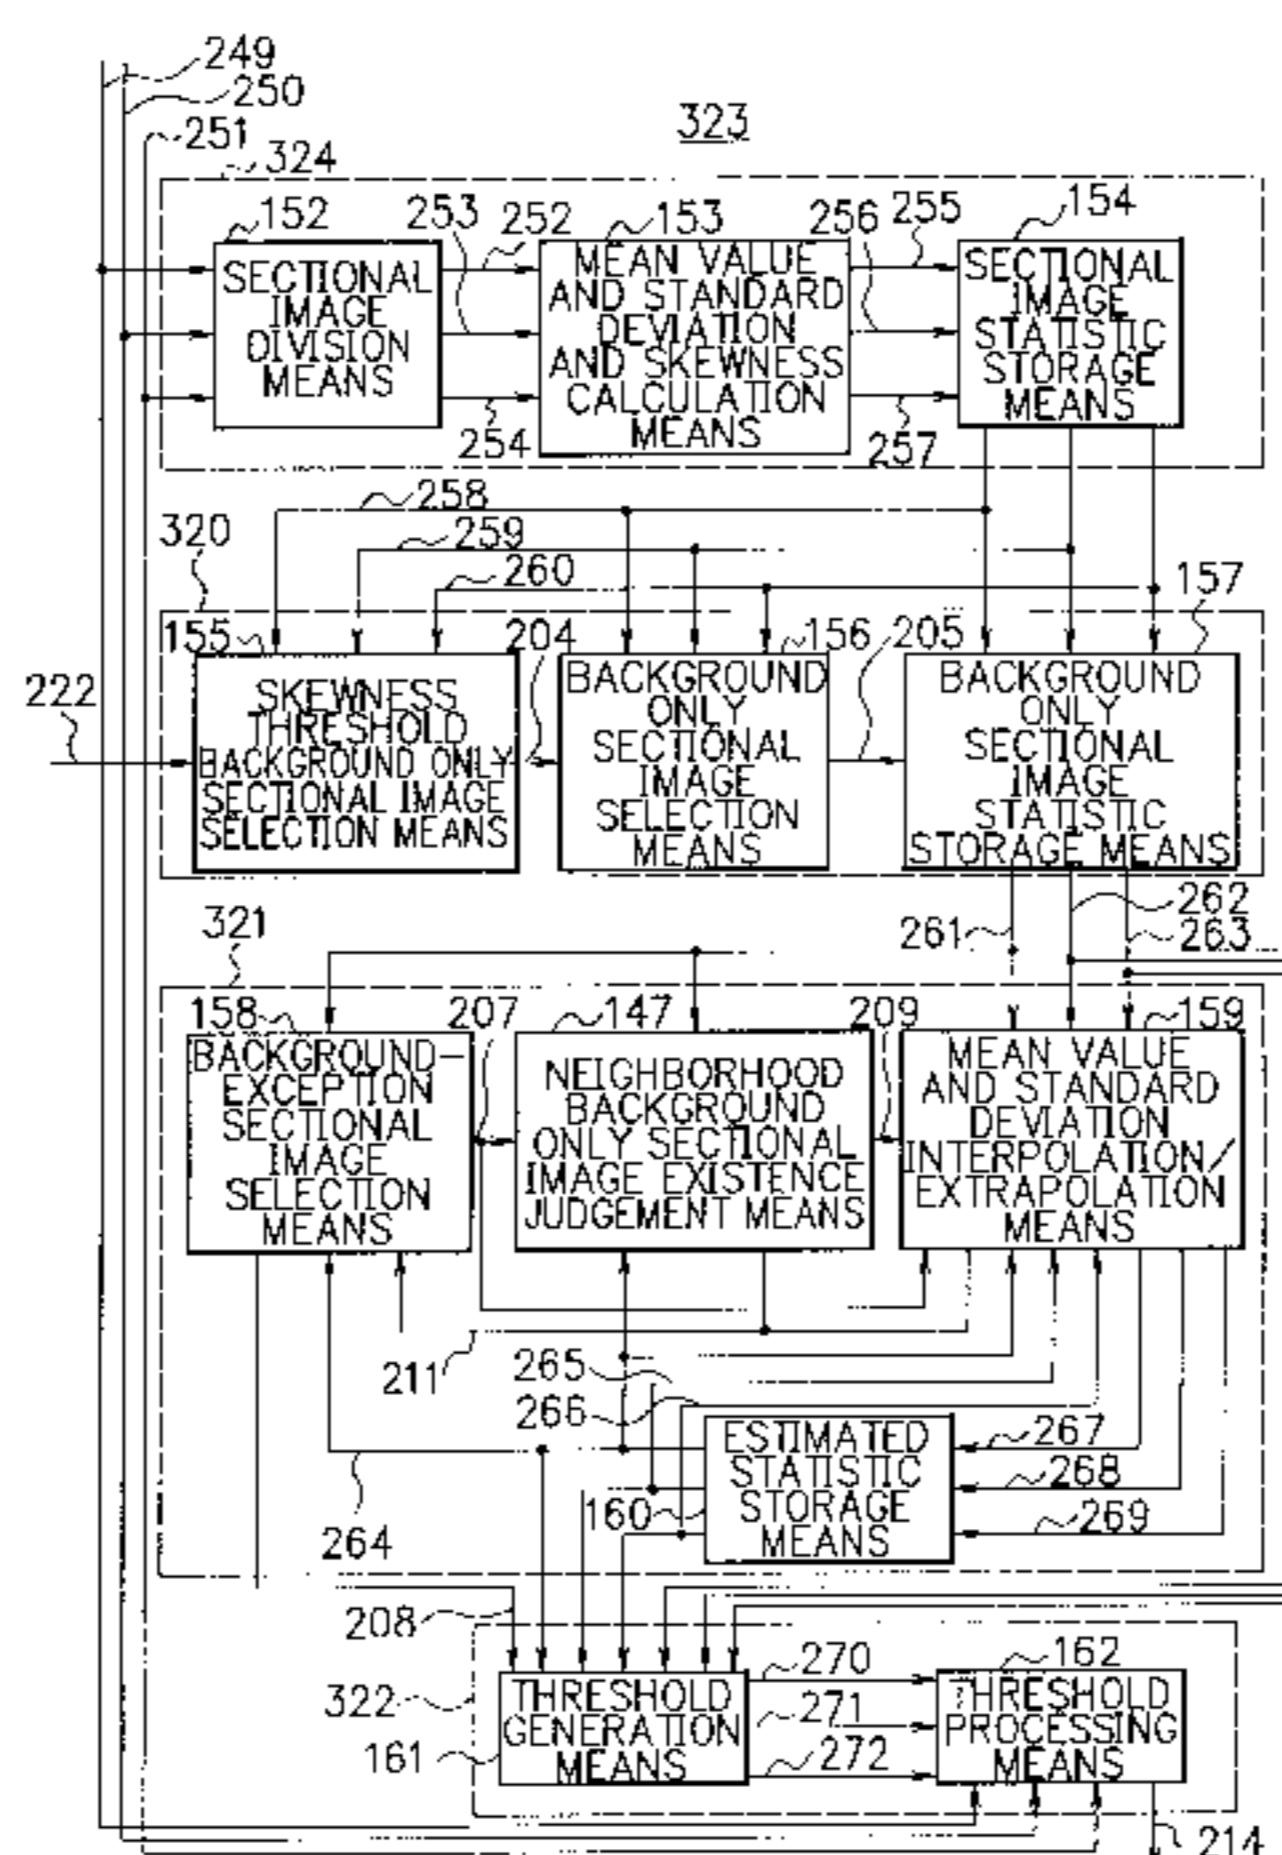 249
250
251
323
324
152
253
252
153
256
255
154
SECTIONAL
IMAGE
DIVISION
MEANS
MEAN VALUE
AND STANDARD
DEVIATION
AND SKEWNESS
CALCULATION
MEANS
SECTIONAL
IMAGE
STATISTIC
STORAGE
MEANS
254
257
258
259
260
320
157
155
204
156
205
222
SKEWNESS
THRESHOLD
BACKGROUND ONLY
SECTIONAL IMAGE
SELECTION MEANS
BACKGROUND
ONLY
SECTIONAL
IMAGE
SELECTION
MEANS
BACKGROUND
ONLY
SECTIONAL
IMAGE
STATISTIC
STORAGE MEANS
321
261
262
263
158
207
147
209
159
BACKGROUND-
EXCEPTION
SECTIONAL
IMAGE
SELECTION
MEANS
NEIGHBORHOOD
BACKGROUND
ONLY SECTIONAL
IMAGE EXISTENCE
JUDGEMENT MEANS
MEAN VALUE
AND STANDARD
DEVIATION
INTERPOLATION/
EXTRAPOLATION
MEANS
211
265
266
264
160
ESTIMATED
STATISTIC
STORAGE
MEANS
267
268
269
208
322
161
THRESHOLD
GENERATION
MEANS
270
271
272
162
THRESHOLD
PROCESSING
MEANS
214